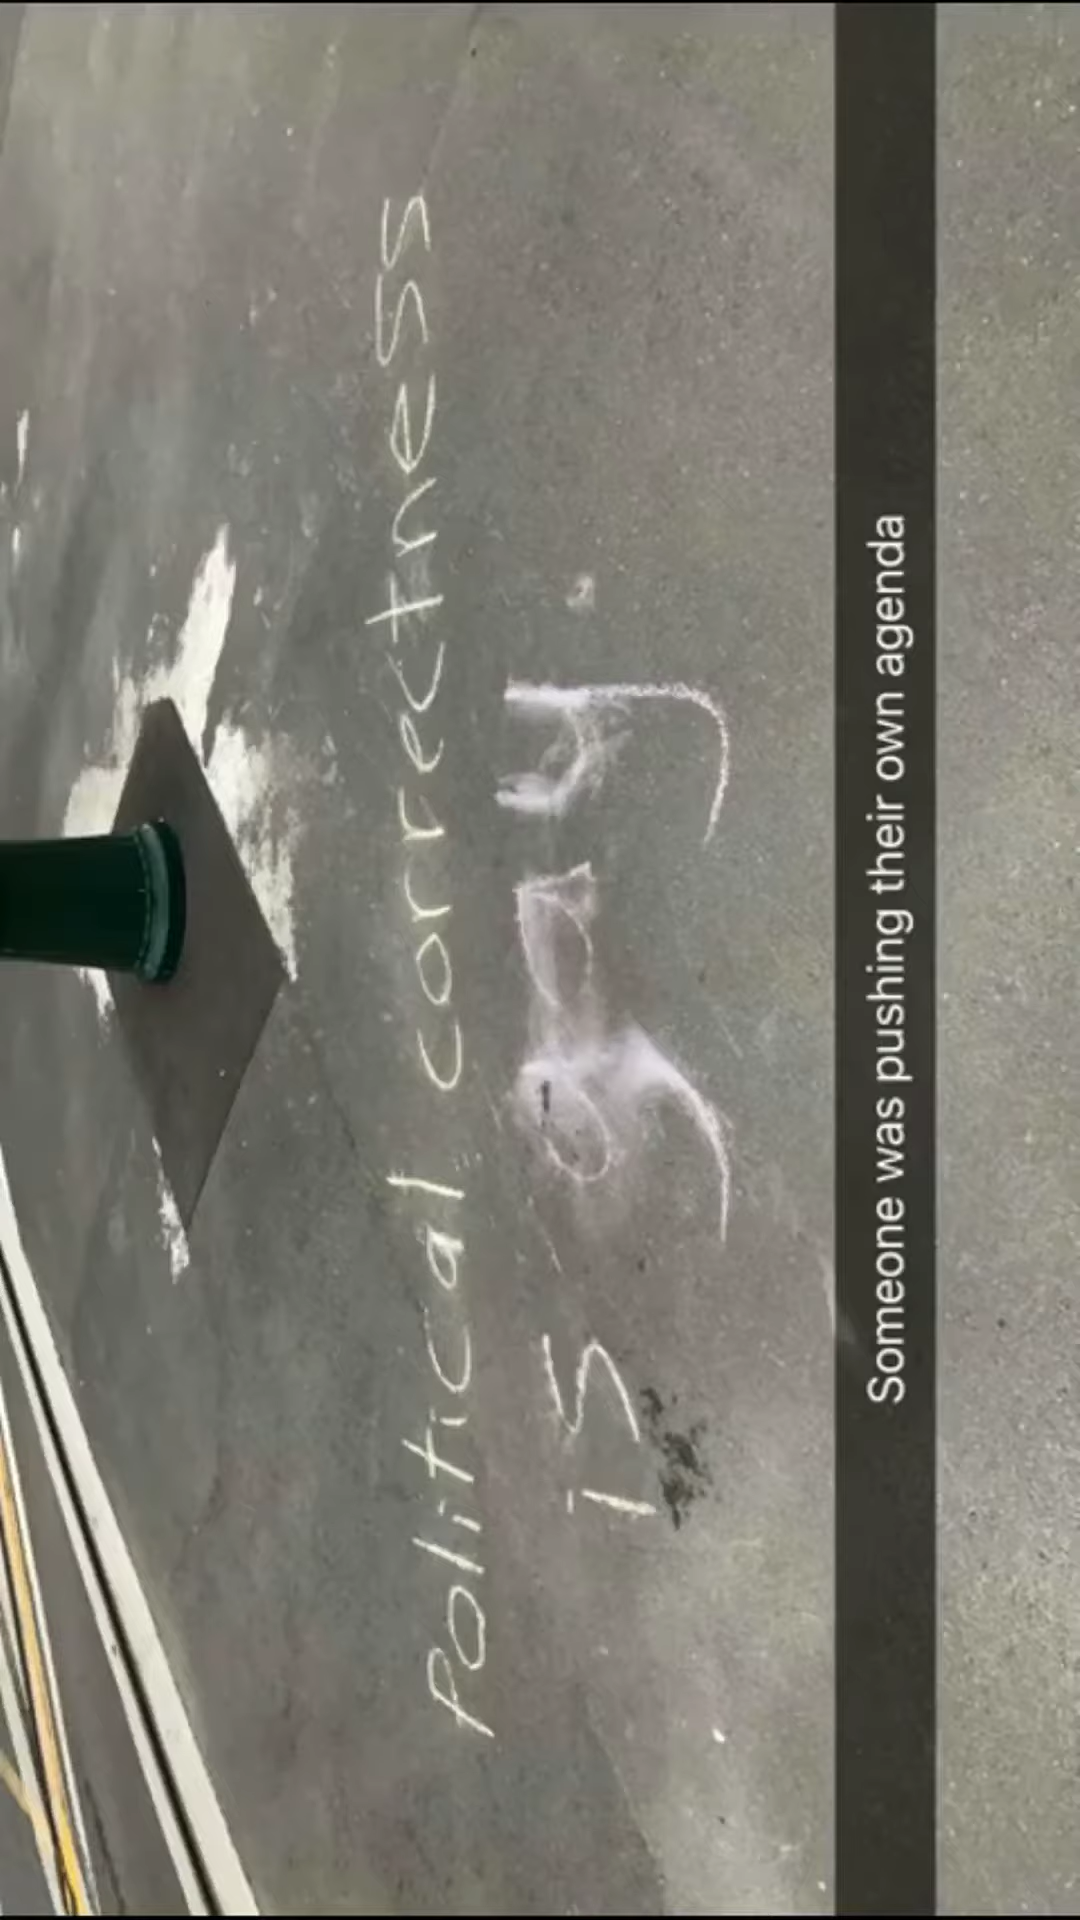 Political correctness
is gay.
Someone was pushing their own agenda